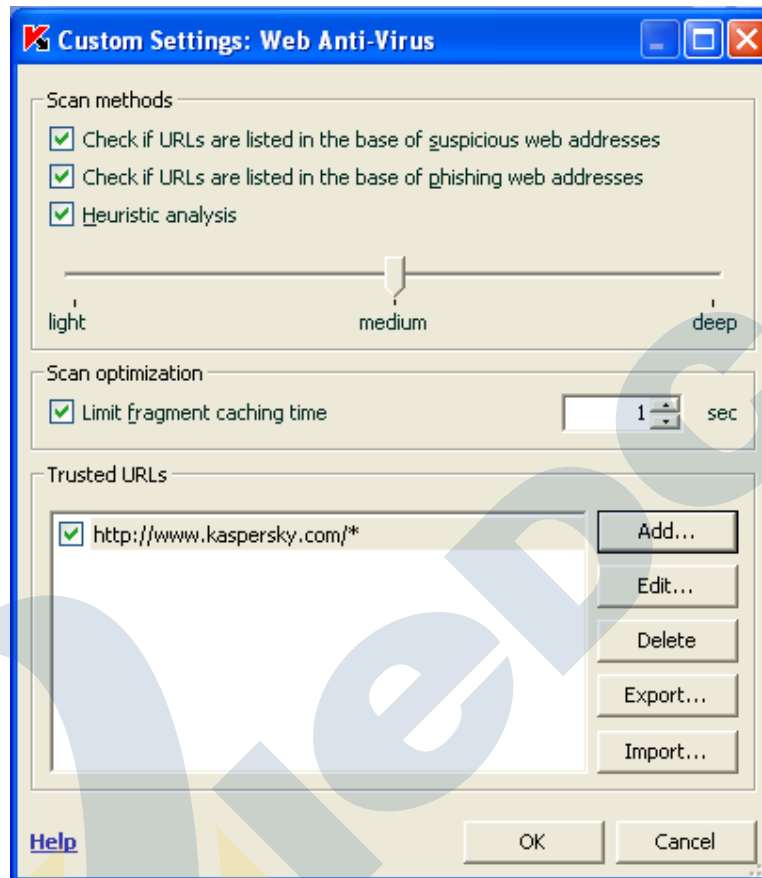 Custom Settings: Web Anti-Virus
Scan methods
Check if URLs are listed in the base of suspicious web addresses
Check if URLs are listed in the base of phishing web addresses
Heuristic analysis
light medium deep
Scan optimization
Limit fragment caching time 1 sec
Trusted URLs
http://www.kaspersky.com/*
Add...
Edit...
Delete
Export...
Import...
Help OK Cancel